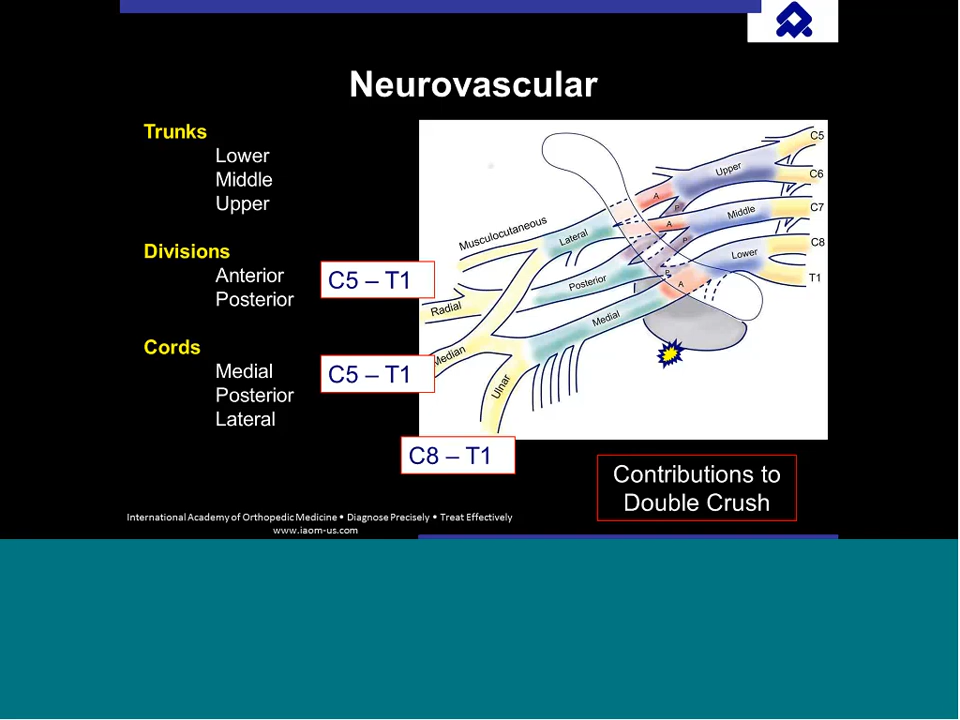 Neurovascular
Trunks
Lower
Middle
Upper
Divisions
Anterior
Posterior
Cords
Medial
Posterior
Lateral
C5 – T1
C5 – T1
C8 – T1
C5
C6
C7
C8
T1
Upper
Middle
Lower
A
P
A
P
P
A
Musculocutaneous
Lateral
Posterior
Medial
Radial
Median
Ulnar
Contributions to
Double Crush
International Academy of Orthopedic Medicine • Diagnose Precisely • Treat Effectively
www.iaom-us.com